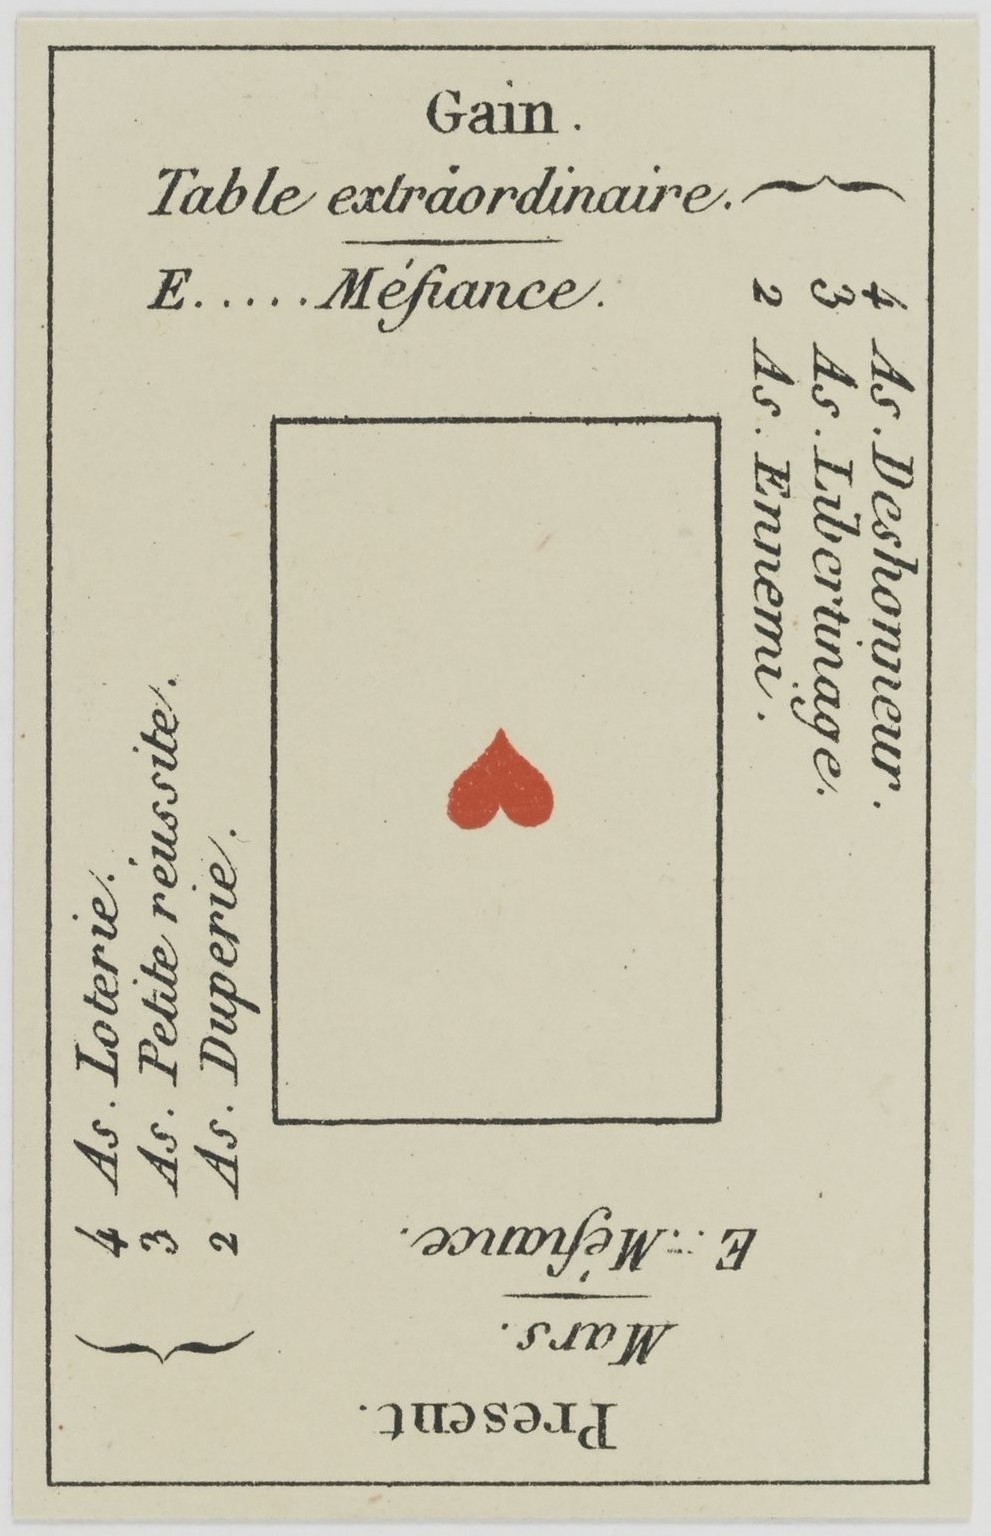 Gain.
Table extraordinaire.
E.....Méfiance.
4 As. Deshonneur.
3 As. Libertinage.
2 As. Ennemi.
4 As. Loterie.
3 As. Petite réussite.
2 As. Duperie.
Present.
Mars.
E...Méfiance.